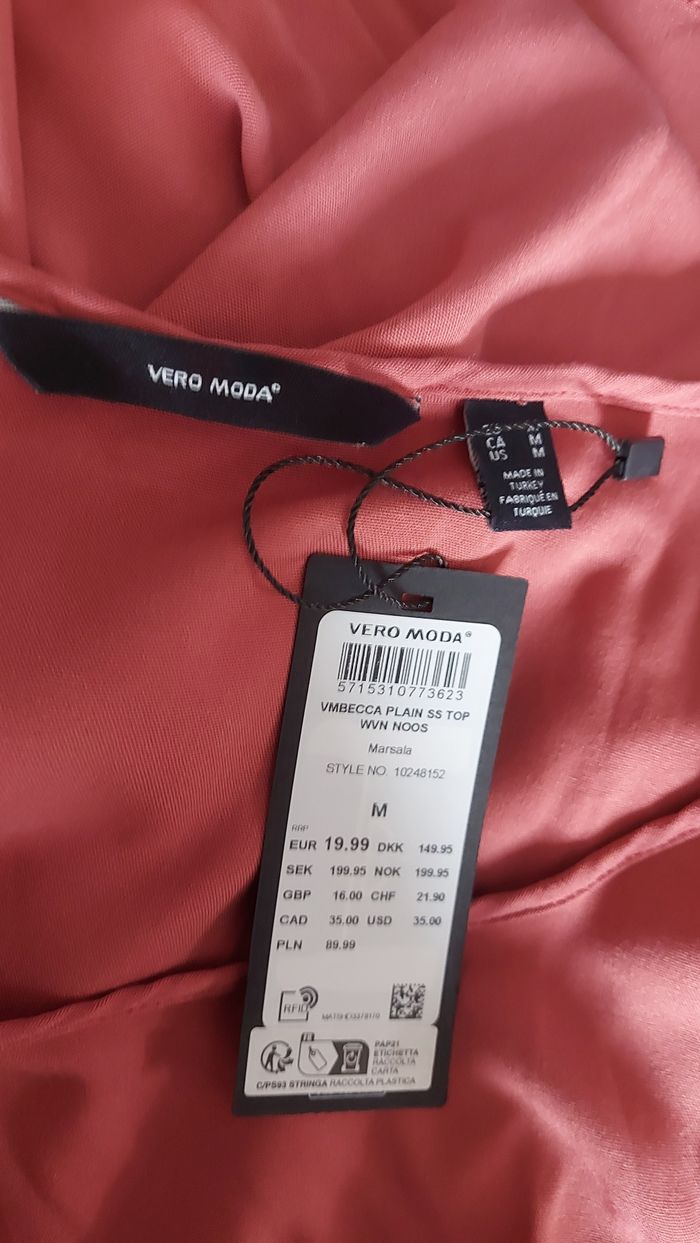 VERO MODA®
CA M
US M
MADE IN
TURKEY
FABRIQUÉ EN
TURQUIE
VERO MODA®
5715310773623
VMBECCA PLAIN SS TOP
WVN NOOS
Marsala
STYLE NO. 10248152
M
RRP
EUR 19.99 DKK 149.95
SEK 199.95 NOK 199.95
GBP 16.00 CHF 21.90
CAD 35.00 USD 35.00
PLN 89.99
RFID
FR
PAP21
ETICHETTA
RACCOLTA
CARTA
C/PS93 STRINGA RACCOLTA PLASTICA